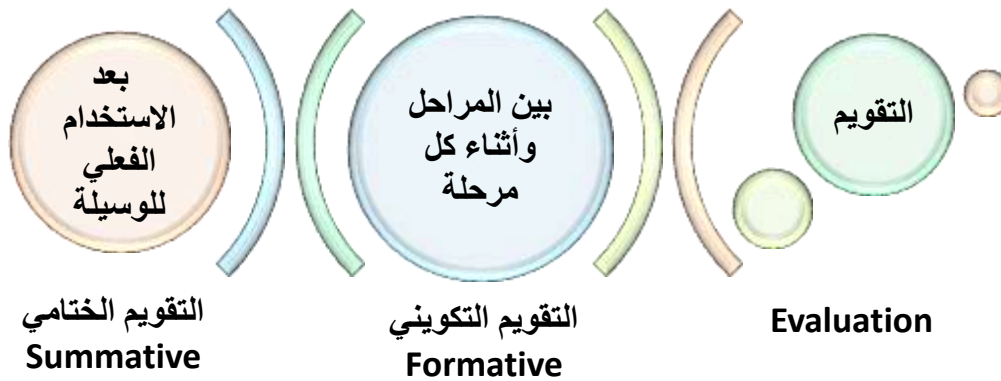 التقويم
Evaluation
بين المراحل
وأثناء كل
مرحلة
التقويم التكويني
Formative
بعد
الاستخدام
الفعلي
للوسيلة
التقويم الختامي
Summative